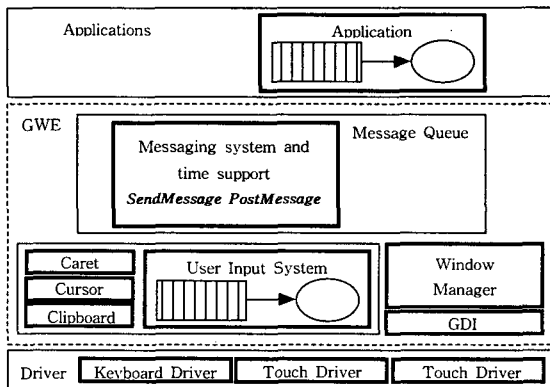 Applications
Application
GWE
Message Queue
Messaging system and
time support
SendMessage PostMessage
Caret
Cursor
Clipboard
User Input System
Window
Manager
GDI
Driver
Keyboard Driver
Touch Driver
Touch Driver